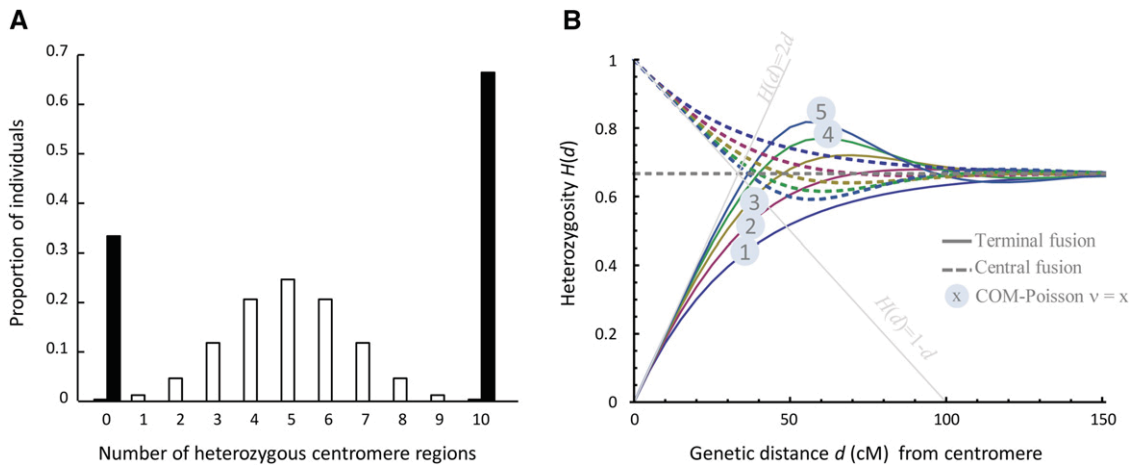 A
Proportion of individuals
0.7
0.6
0.5
0.4
0.3
0.2
0.1
0
0 1 2 3 4 5 6 7 8 9 10
Number of heterozygous centromere regions
B
Heterozygosity H(d)
1
0.8
0.6
0.4
0.2
0
H(d)=2d
H(d)=1-d
5
4
3
2
1
Terminal fusion
Central fusion
x COM-Poisson ν = x
0 50 100 150
Genetic distance d (cM) from centromere